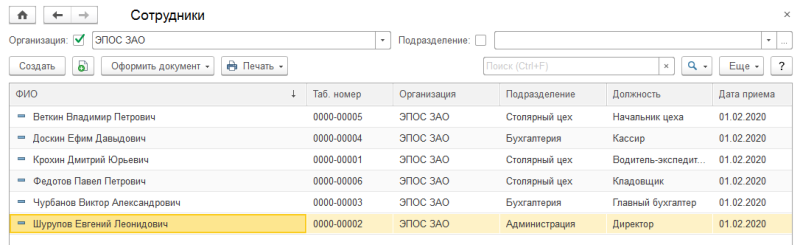 Сотрудники
Организация: ЭПОС ЗАО Подразделение:
Создать Оформить документ Печать Поиск (Ctrl+F) Еще ?
ФИО Таб. номер Организация Подразделение Должность Дата приема
Веткин Владимир Петрович 0000-00005 ЭПОС ЗАО Столярный цех Начальник цеха 01.02.2020
Доскин Ефим Давыдович 0000-00004 ЭПОС ЗАО Бухгалтерия Кассир 01.02.2020
Крохин Дмитрий Юрьевич 0000-00001 ЭПОС ЗАО Столярный цех Водитель-экспедит... 01.02.2020
Федотов Павел Петрович 0000-00006 ЭПОС ЗАО Столярный цех Кладовщик 01.02.2020
Чурбанов Виктор Александрович 0000-00003 ЭПОС ЗАО Бухгалтерия Главный бухгалтер 01.02.2020
Шурупов Евгений Леонидович 0000-00002 ЭПОС ЗАО Администрация Директор 01.02.2020